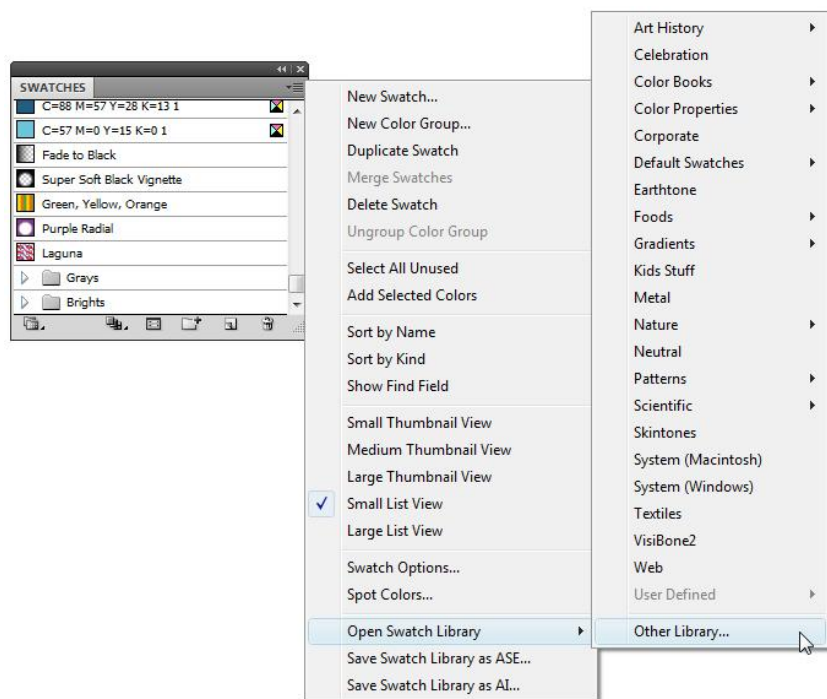 SWATCHES
C=88 M=57 Y=28 K=13 1
C=57 M=0 Y=15 K=0 1
Fade to Black
Super Soft Black Vignette
Green, Yellow, Orange
Purple Radial
Laguna
Grays
Brights
New Swatch...
New Color Group...
Duplicate Swatch
Merge Swatches
Delete Swatch
Ungroup Color Group
Select All Unused
Add Selected Colors
Sort by Name
Sort by Kind
Show Find Field
Small Thumbnail View
Medium Thumbnail View
Large Thumbnail View
Small List View
Large List View
Swatch Options...
Spot Colors...
Open Swatch Library
Save Swatch Library as ASE...
Save Swatch Library as AI...
Art History
Celebration
Color Books
Color Properties
Corporate
Default Swatches
Earthtone
Foods
Gradients
Kids Stuff
Metal
Nature
Neutral
Patterns
Scientific
Skintones
System (Macintosh)
System (Windows)
Textiles
VisiBone2
Web
User Defined
Other Library...